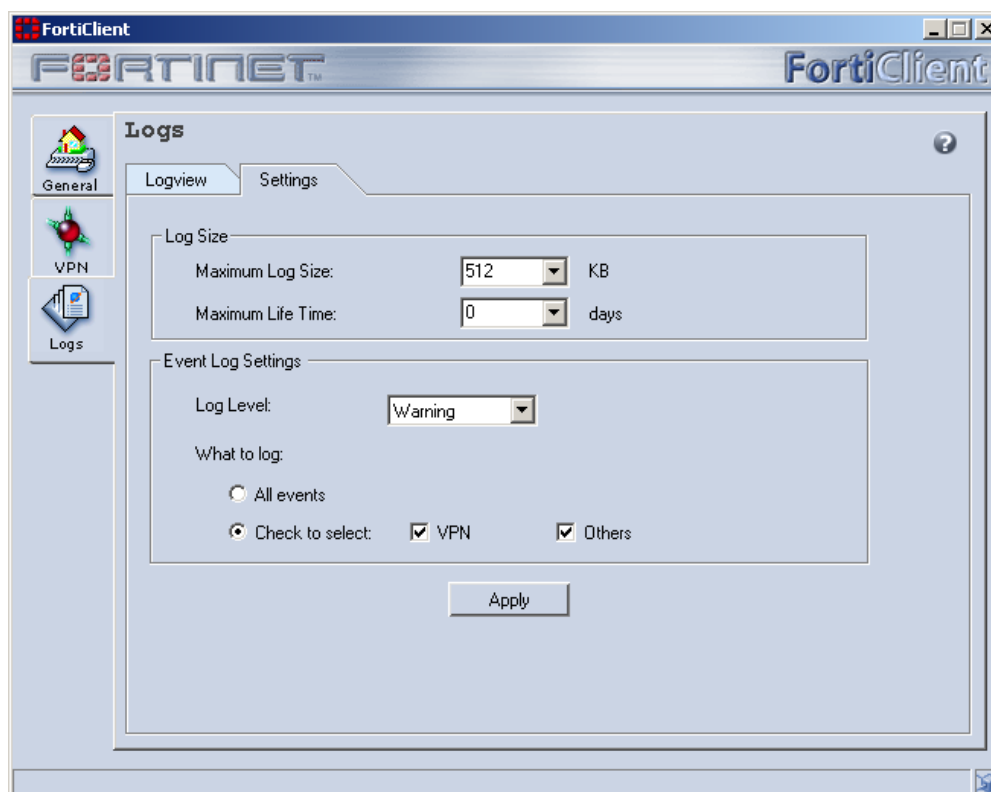 FortiClient
FORTINET™ FortiClient
Logs
General
Logview Settings
VPN
Log Size
Maximum Log Size: 512 KB
Maximum Life Time: 0 days
Logs
Event Log Settings
Log Level: Warning
What to log:
All events
Check to select: VPN Others
Apply